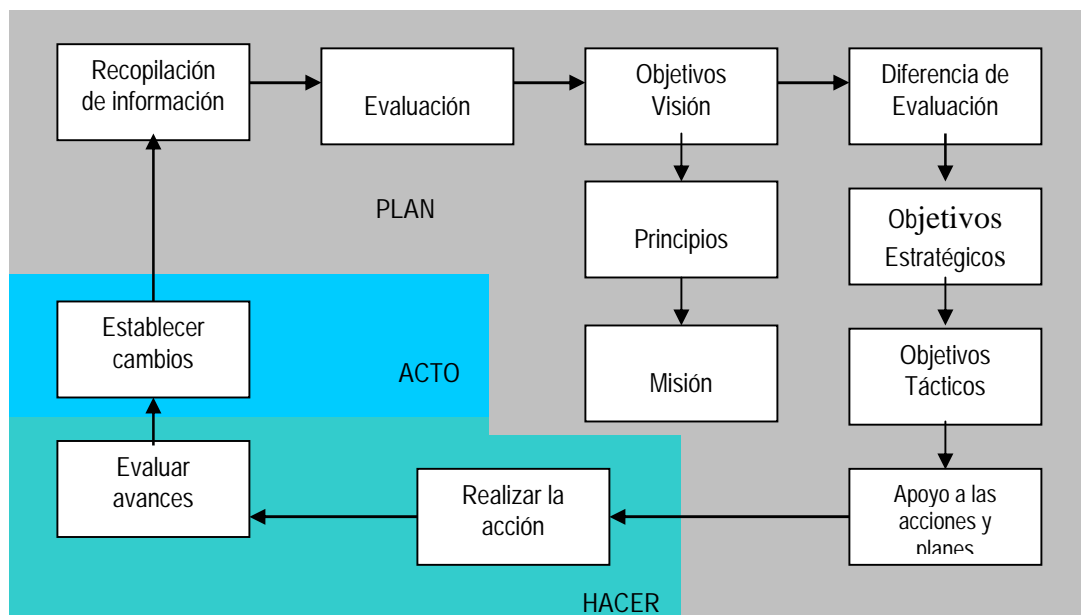 Recopilación
de información
Evaluación
Objetivos
Visión
Diferencia de
Evaluación
PLAN
Principios
Objetivos
Estratégicos
Establecer
cambios
ACTO
Misión
Objetivos
Tácticos
Evaluar
avances
Realizar la
acción
Apoyo a las
acciones y
planes
HACER